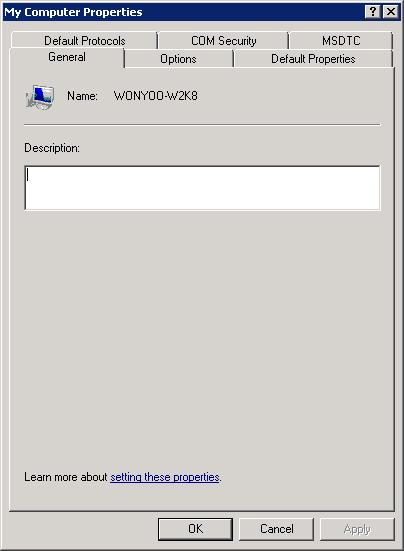 My Computer Properties
Default Protocols COM Security MSDTC
General Options Default Properties
Name: WONYOO-W2K8
Description:
Learn more about setting these properties.
OK Cancel Apply